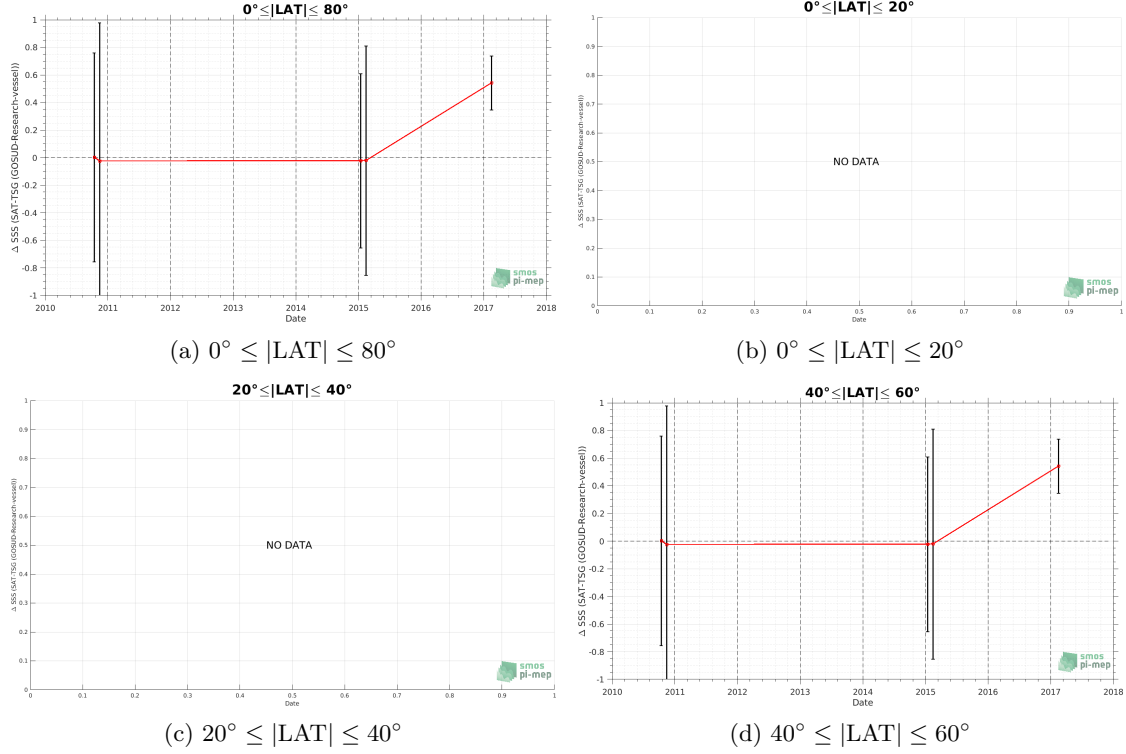 0°≤|LAT|≤ 80°
1
0.8
0.6
0.4
0.2
0
-0.2
-0.4
-0.6
-0.8
-1
Δ SSS (SAT-TSG (GOSUD-Research-vessel))
2010 2011 2012 2013 2014 2015 2016 2017 2018
Date
smos
pi-mep
(a) 0° ≤ |LAT| ≤ 80°
0°≤|LAT|≤ 20°
1
0.9
0.8
0.7
0.6
0.5
0.4
0.3
0.2
0.1
0
Δ SSS (SAT-TSG (GOSUD-Research-vessel))
NO DATA
0 0.1 0.2 0.3 0.4 0.5 0.6 0.7 0.8 0.9 1
Date
smos
pi-mep
(b) 0° ≤ |LAT| ≤ 20°
20°≤|LAT|≤ 40°
1
0.9
0.8
0.7
0.6
0.5
0.4
0.3
0.2
0.1
0
Δ SSS (SAT-TSG (GOSUD-Research-vessel))
NO DATA
0 0.1 0.2 0.3 0.4 0.5 0.6 0.7 0.8 0.9 1
Date
smos
pi-mep
(c) 20° ≤ |LAT| ≤ 40°
40°≤|LAT|≤ 60°
1
0.8
0.6
0.4
0.2
0
-0.2
-0.4
-0.6
-0.8
-1
Δ SSS (SAT-TSG (GOSUD-Research-vessel))
2010 2011 2012 2013 2014 2015 2016 2017 2018
Date
smos
pi-mep
(d) 40° ≤ |LAT| ≤ 60°